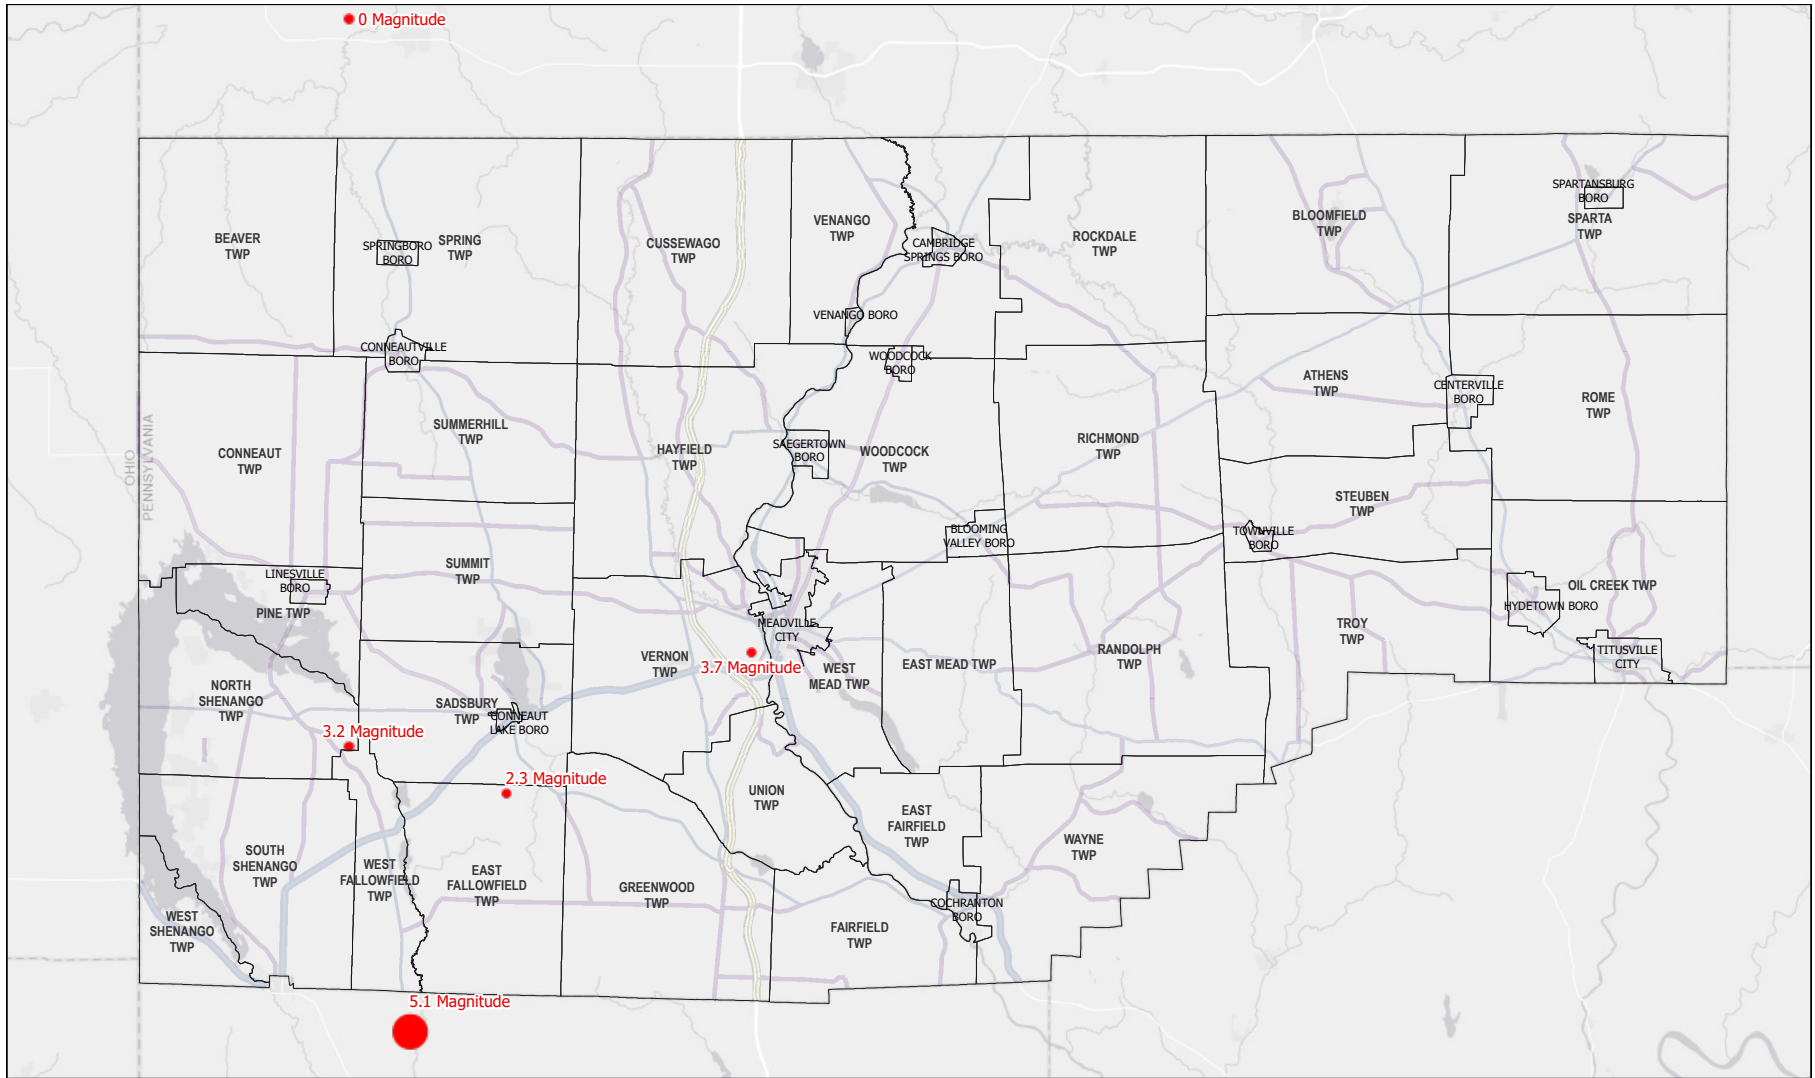 0 Magnitude
SPARTANSBURG
BORO
SPARTA
TWP
BLOOMFIELD
TWP
VENANGO
TWP
BEAVER
TWP
SPRINGBORO
BORO
SPRING
TWP
CUSSEWAGO
TWP
CAMBRIDGE
SPRINGS BORO
ROCKDALE
TWP
VENANGO BORO
CONNEAUTVILLE
BORO
WOODCOCK
BORO
ATHENS
TWP
CENTERVILLE
BORO
ROME
TWP
SUMMERHILL
TWP
CONNEAUT
TWP
HAYFIELD
TWP
SAEGERTOWN
BORO
WOODCOCK
TWP
RICHMOND
TWP
OHIO
PENNSYLVANIA
STEUBEN
TWP
BLOOMING
VALLEY BORO
TOWNVILLE
BORO
SUMMIT
TWP
LINESVILLE
BORO
PINE TWP
OIL CREEK TWP
HYDETOWN BORO
MEADVILLE
CITY
TROY
TWP
TITUSVILLE
CITY
VERNON
TWP
3.7 Magnitude
WEST
MEAD TWP
EAST MEAD TWP
RANDOLPH
TWP
NORTH
SHENANGO
TWP
SADSBURY
TWP
CONNEAUT
LAKE BORO
3.2 Magnitude
2.3 Magnitude
UNION
TWP
EAST
FAIRFIELD
TWP
WAYNE
TWP
SOUTH
SHENANGO
TWP
WEST
FALLOWFIELD
TWP
EAST
FALLOWFIELD
TWP
GREENWOOD
TWP
COCHRANTON
BORO
WEST
SHENANGO
TWP
FAIRFIELD
TWP
5.1 Magnitude